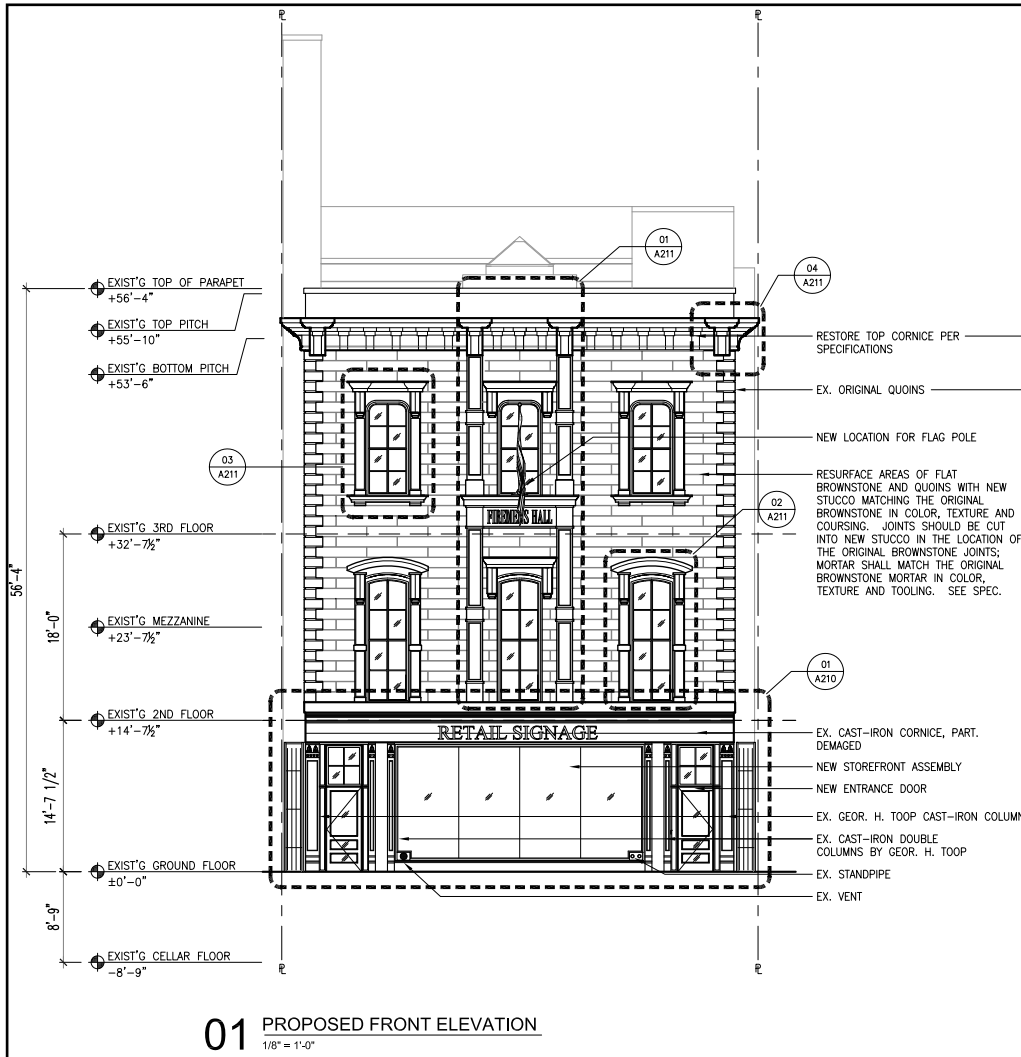 PL
PL
01
A211
04
A211
EXIST'G TOP OF PARAPET
+56'-4"
EXIST'G TOP PITCH
+55'-10"
EXIST'G BOTTOM PITCH
+53'-6"
RESTORE TOP CORNICE PER
SPECIFICATIONS
EX. ORIGINAL QUOINS
NEW LOCATION FOR FLAG POLE
03
A211
RESURFACE AREAS OF FLAT
BROWNSTONE AND QUOINS WITH NEW
STUCCO MATCHING THE ORIGINAL
BROWNSTONE IN COLOR, TEXTURE AND
COURSING. JOINTS SHOULD BE CUT
INTO NEW STUCCO IN THE LOCATION OF
THE ORIGINAL BROWNSTONE JOINTS;
MORTAR SHALL MATCH THE ORIGINAL
BROWNSTONE MORTAR IN COLOR,
TEXTURE AND TOOLING. SEE SPEC.
02
A211
FIREMEN'S HALL
EXIST'G 3RD FLOOR
+32'-7½"
56'-4"
18'-0"
EXIST'G MEZZANINE
+23'-7½"
01
A210
EXIST'G 2ND FLOOR
+14'-7½"
RETAIL SIGNAGE
EX. CAST-IRON CORNICE, PART.
DEMAGED
NEW STOREFRONT ASSEMBLY
NEW ENTRANCE DOOR
EX. GEOR. H. TOOP CAST-IRON COLUMN
EX. CAST-IRON DOUBLE
COLUMNS BY GEOR. H. TOOP
EX. STANDPIPE
EX. VENT
14'-7 1/2"
EXIST'G GROUND FLOOR
±0'-0"
8'-9"
EXIST'G CELLAR FLOOR
-8'-9"
PL
PL
01 PROPOSED FRONT ELEVATION
1/8" = 1'-0"